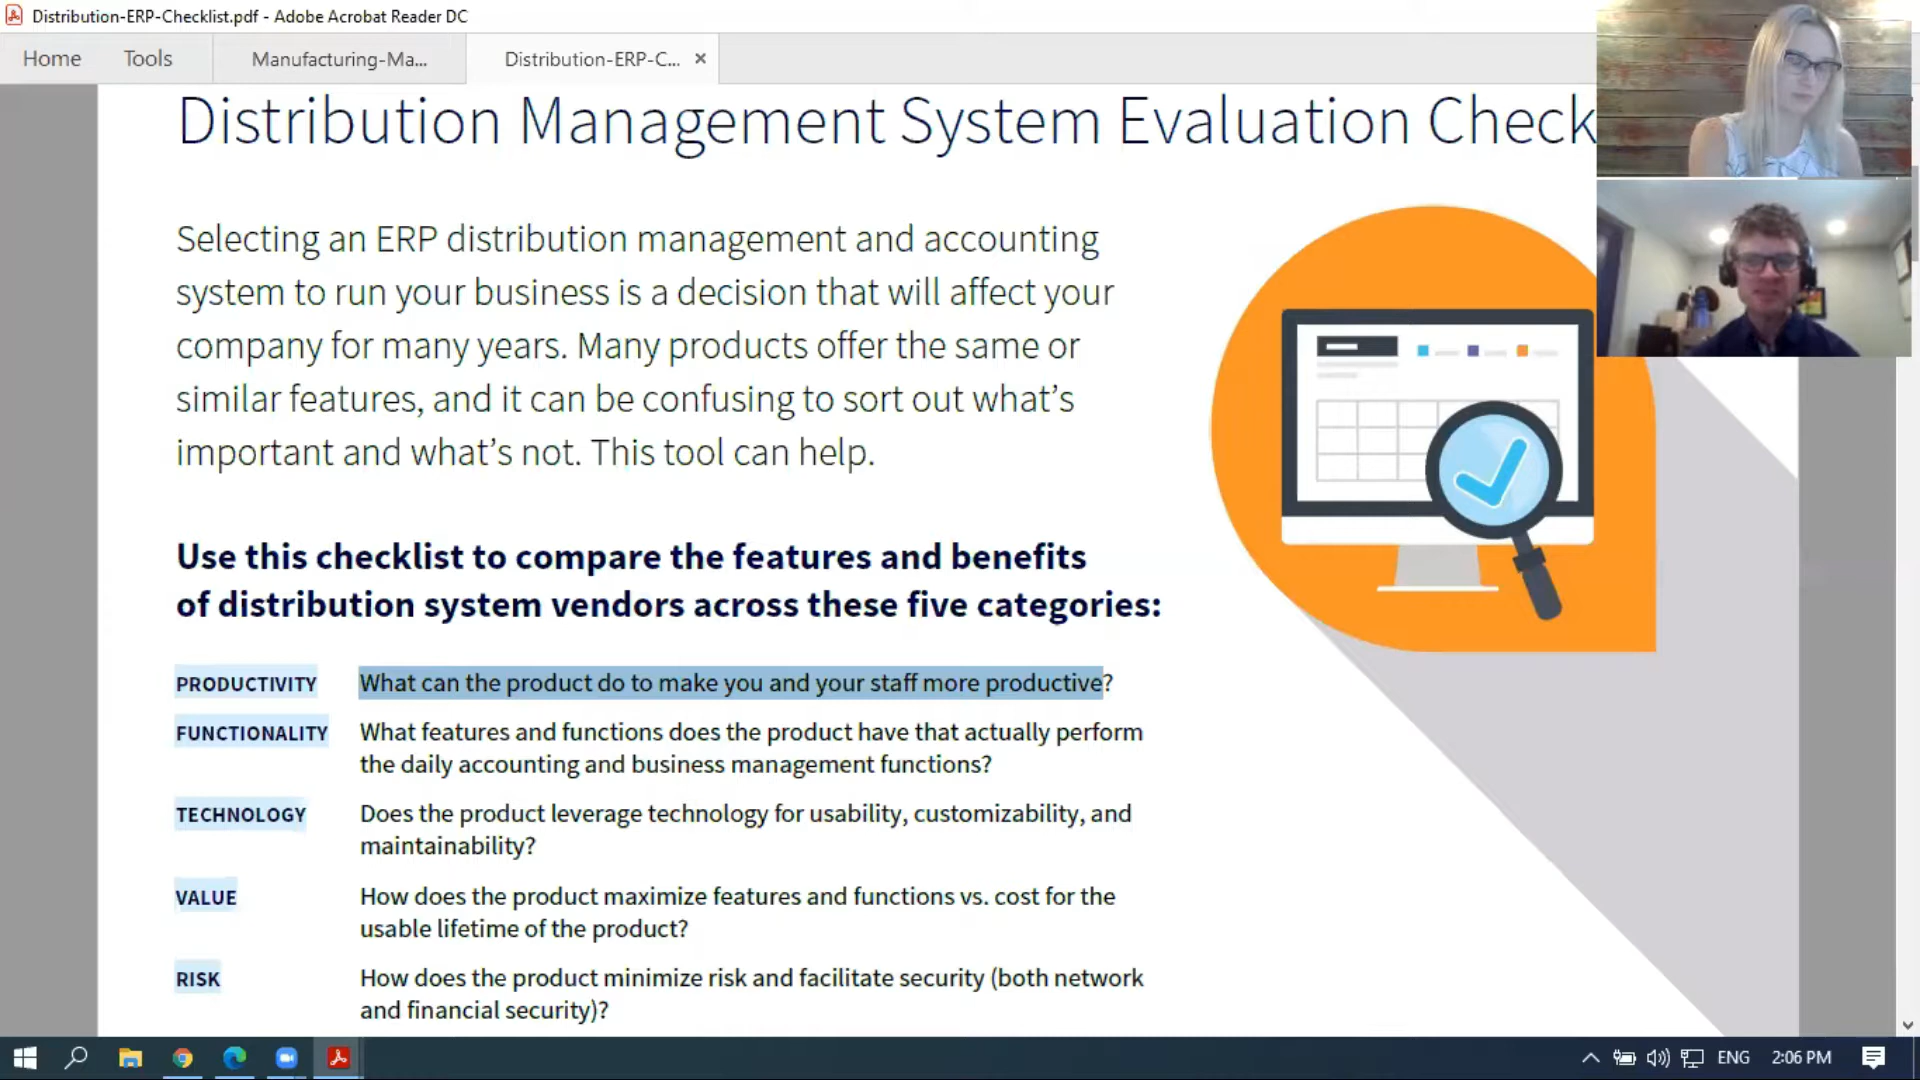 Distribution-ERP-Checklist.pdf - Adobe Acrobat Reader DC
Home Tools Manufacturing-Ma... Distribution-ERP-C... ×
Distribution Management System Evaluation Check
Selecting an ERP distribution management and accounting
system to run your business is a decision that will affect your
company for many years. Many products offer the same or
similar features, and it can be confusing to sort out what’s
important and what’s not. This tool can help.
Use this checklist to compare the features and benefits
of distribution system vendors across these five categories:
PRODUCTIVITY What can the product do to make you and your staff more productive?
FUNCTIONALITY What features and functions does the product have that actually perform
the daily accounting and business management functions?
TECHNOLOGY Does the product leverage technology for usability, customizability, and
maintainability?
VALUE How does the product maximize features and functions vs. cost for the
usable lifetime of the product?
RISK How does the product minimize risk and facilitate security (both network
and financial security)?
ENG 2:06 PM